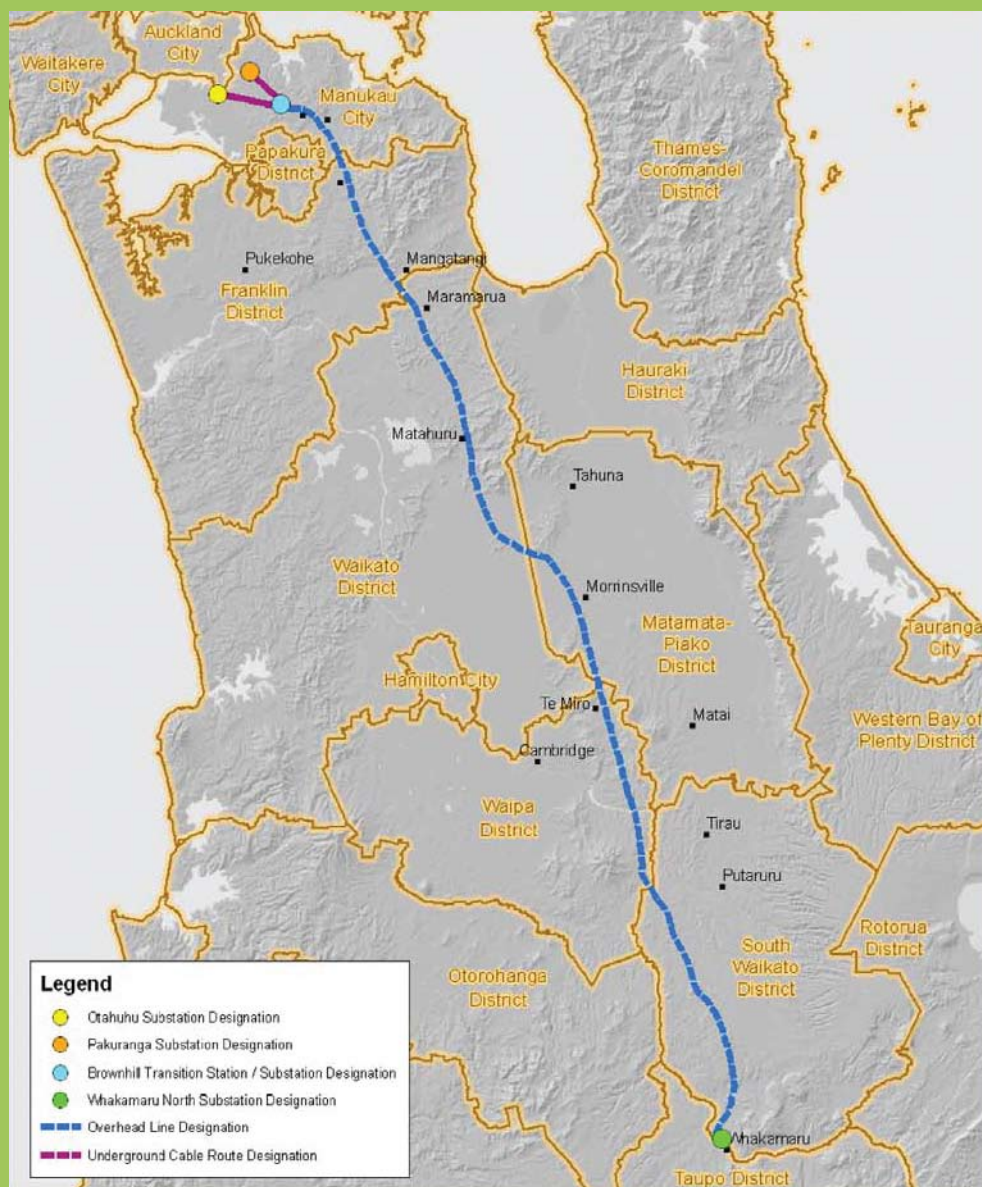 Auckland
City
Waitakere
City
Manukau
City
Papakura
District
Thames-
Coromandel
District
Pukekohe
Franklin
District
Mangatangi
Maramarua
Hauraki
District
Matahuru
Tahuna
Waikato
District
Morrinsville
Matamata-
Piako
District
Tauranga
City
Hamilton City
Te Miro
Matai
Western Bay of
Plenty District
Cambridge
Waipa
District
Tirau
Putaruru
Rotorua
District
South
Waikato
District
Otorohanga
District
Whakamaru
Taupo District
Legend
Otahuhu Substation Designation
Pakuranga Substation Designation
Brownhill Transition Station / Substation Designation
Whakamaru North Substation Designation
Overhead Line Designation
Underground Cable Route Designation